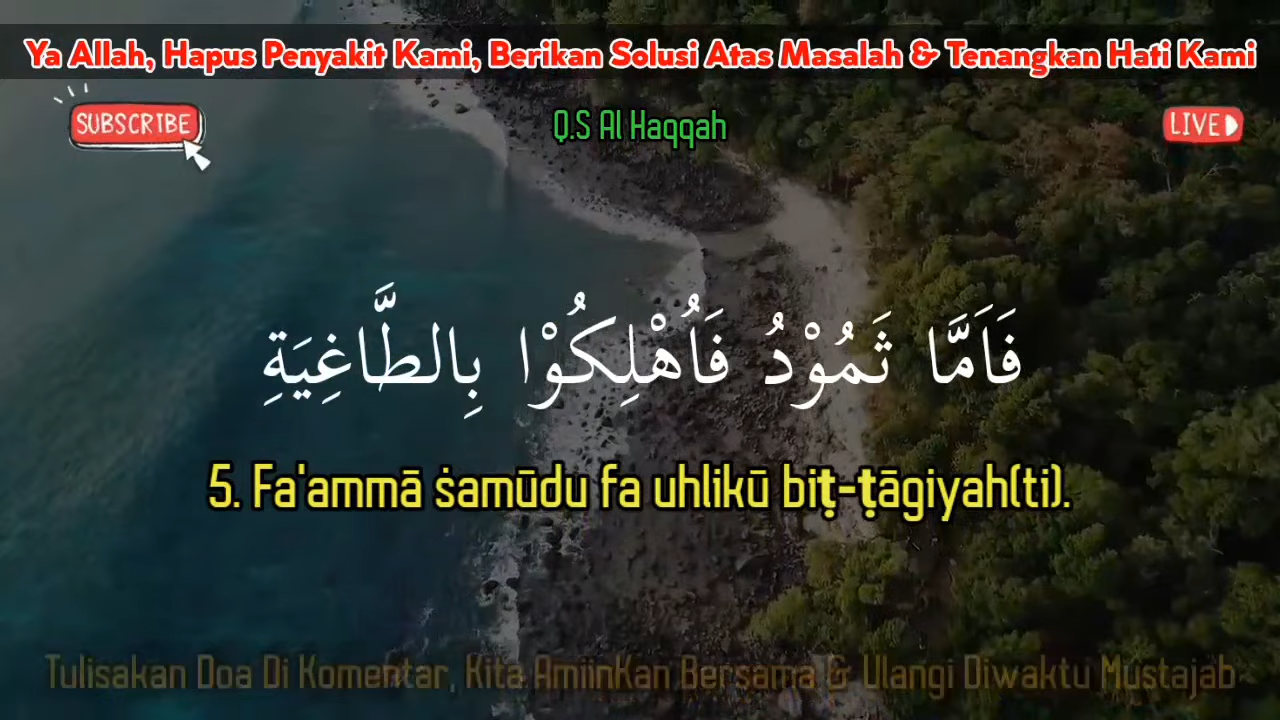 Ya Allah, Hapus Penyakit Kami, Berikan Solusi Atas Masalah & Tenangkan Hati Kami
SUBSCRIBE
Q.S Al Haqqah
LIVE
فَاَمَّا ثَمُوْدُ فَاُهْلِكُوْا بِالطَّاغِيَةِ
5. Fa'ammā ṡamūdu fa uhlikū biṭ-ṭāgiyah(ti).
Tulisakan Doa Di Komentar, Kita AmiinKan Bersama & Ulangi Diwaktu Mustajab